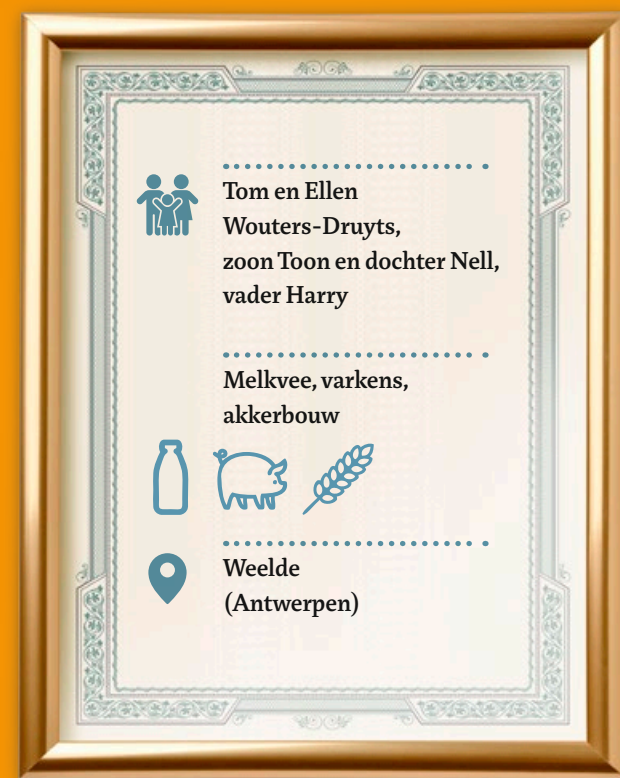 Tom en Ellen
Wouters-Druyts,
zoon Toon en dochter Nell,
vader Harry
Melkvee, varkens,
akkerbouw
Weelde
(Antwerpen)